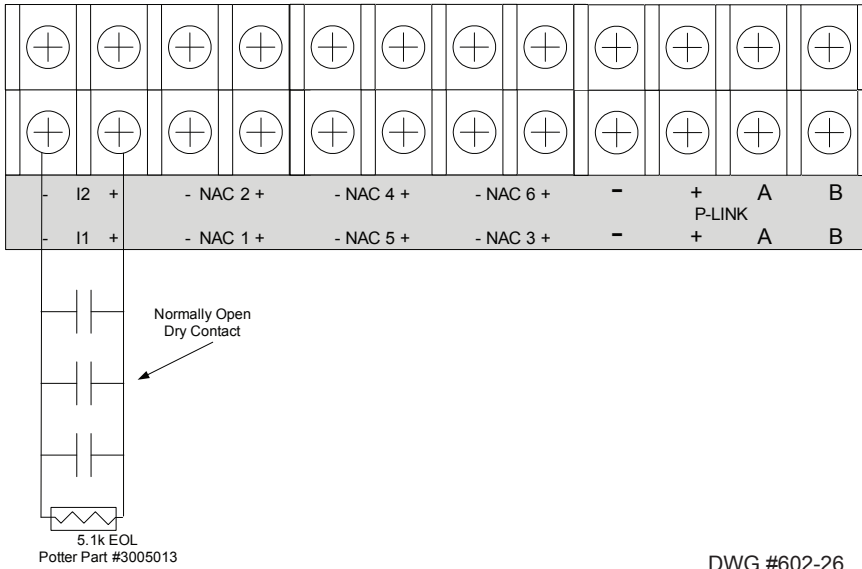 - I2 + - NAC 2 + - NAC 4 + - NAC 6 + - + A B
P-LINK
- I1 + - NAC 1 + - NAC 5 + - NAC 3 + - + A B
Normally Open
Dry Contact
5.1k EOL
Potter Part #3005013
DWG #602-26